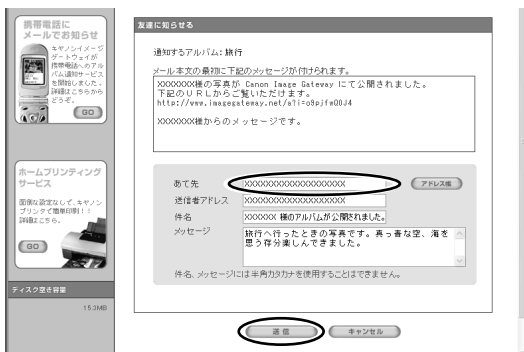 携帯電話に
メールでお知らせ
キヤノンイメージ
ゲートウェイが
携帯電話へのアル
バム通知サービス
を開始しました。
詳細はこちらから
どうぞ。
GO
ホームプリンティング
サービス
面倒な設定なしで、キヤノン
プリンタで簡単印刷!!
詳細はこちら。
GO
ディスク空き容量
15.3MB
友達に知らせる
通知するアルバム: 旅行
メール本文の最初に下記のメッセージが付けられます。
XXXXXXX様の写真が Canon Image Gateway にて公開されました。
下記のURLからご覧いただけます。
http://www.imagegateway.net/a?i=o8pjfwQ0J4
XXXXXXX様からのメッセージです。
あて先 XXXXXXXXXXXXXXXXXXX アドレス帳
送信者アドレス XXXXXXXXXXXXXXXXXXX
件名 XXXXXX 様のアルバムが公開されました。
メッセージ 旅行へ行ったときの写真です。真っ青な空、海を
思う存分楽しんできました。
件名、メッセージには半角カタカナを使用することはできません。
送信 キャンセル